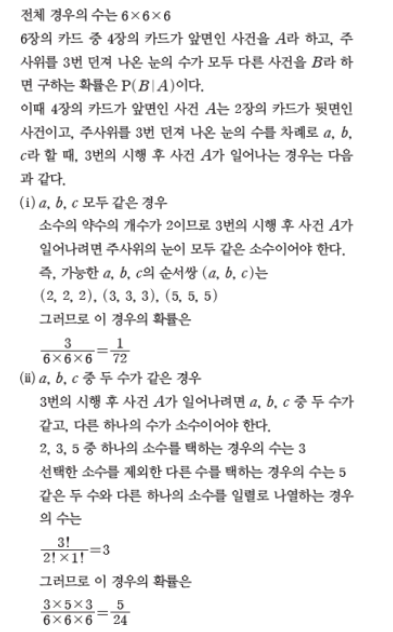 전체 경우의 수는 6×6×6
6장의 카드 중 4장의 카드가 앞면인 사건을 A라 하고, 주
사위를 3번 던져 나온 눈의 수가 모두 다른 사건을 B라 하
면 구하는 확률은 P(B|A)이다.
이때 4장의 카드가 앞면인 사건 A는 2장의 카드가 뒷면인
사건이고, 주사위를 3번 던져 나온 눈의 수를 차례로 a, b,
c라 할 때, 3번의 시행 후 사건 A가 일어나는 경우는 다음
과 같다.
(i) a, b, c 모두 같은 경우
소수의 약수의 개수가 2이므로 3번의 시행 후 사건 A가
일어나려면 주사위의 눈이 모두 같은 소수이어야 한다.
즉, 가능한 a, b, c의 순서쌍 (a, b, c)는
(2, 2, 2), (3, 3, 3), (5, 5, 5)
그러므로 이 경우의 확률은
3/(6×6×6)=1/72
(ii) a, b, c 중 두 수가 같은 경우
3번의 시행 후 사건 A가 일어나려면 a, b, c 중 두 수가
같고, 다른 하나의 수가 소수이어야 한다.
2, 3, 5 중 하나의 소수를 택하는 경우의 수는 3
선택한 소수를 제외한 다른 수를 택하는 경우의 수는 5
같은 두 수와 다른 하나의 소수를 일렬로 나열하는 경우
의 수는
3!/(2!×1!)=3
그러므로 이 경우의 확률은
(3×5×3)/(6×6×6)=5/24